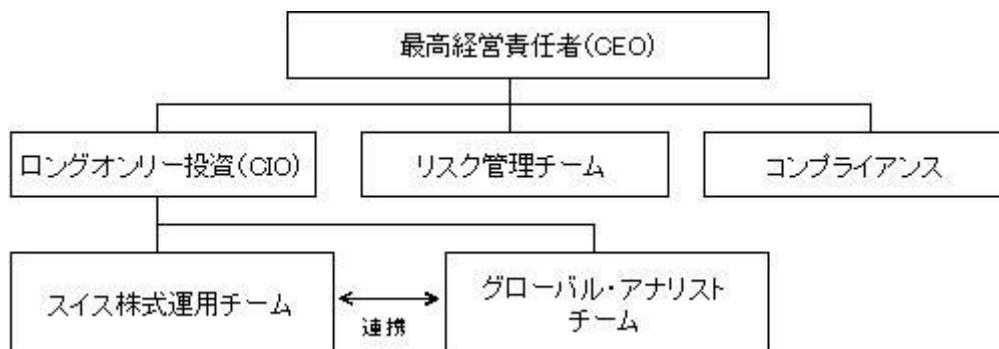 最高経営責任者(CEO)
ロングオンリー投資(CIO)
リスク管理チーム
コンプライアンス
スイス株式運用チーム
連携
グローバル・アナリスト
チーム